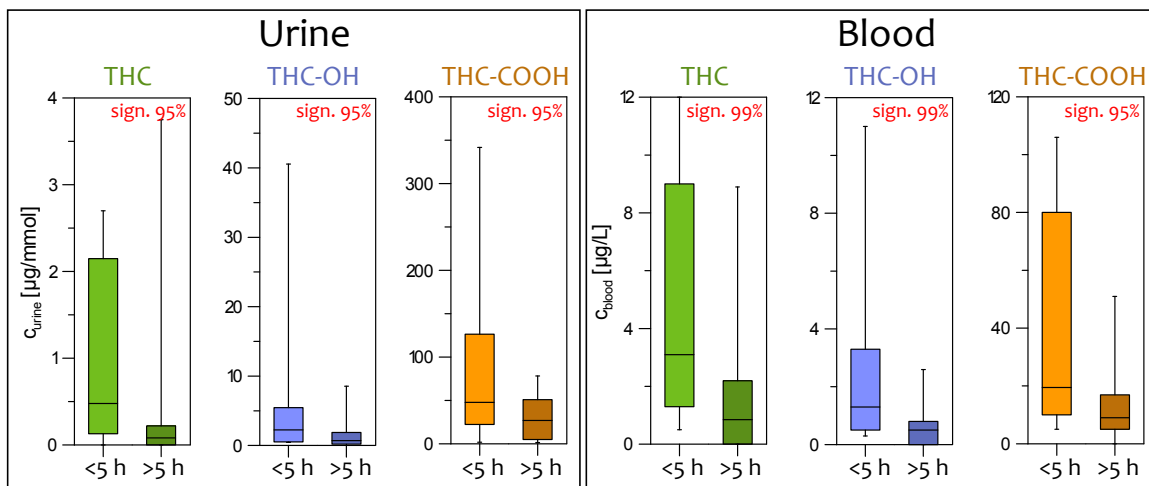 Urine
THC
THC-OH
THC-COOH
sign. 95%
sign. 95%
sign. 95%
4
3
2
1
0
50
40
30
20
10
0
400
300
200
100
0
c_urine [µg/mmol]
<5 h >5 h
<5 h >5 h
<5 h >5 h
Blood
THC
THC-OH
THC-COOH
sign. 99%
sign. 99%
sign. 95%
12
8
4
0
12
8
4
0
120
80
40
0
c_blood [µg/L]
<5 h >5 h
<5 h >5 h
<5 h >5 h